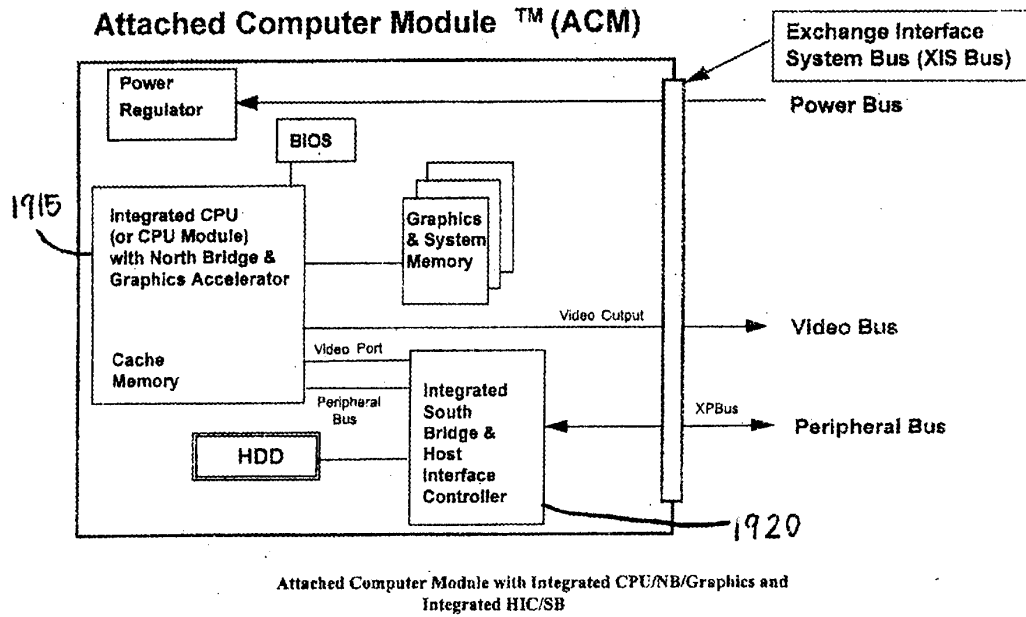 Attached Computer Module ™ (ACM)
Exchange Interface
System Bus (XIS Bus)
Power
Regulator
Power Bus
BIOS
1915
Integrated CPU
(or CPU Module)
with North Bridge &
Graphics Accelerator
Graphics
& System
Memory
Video Output
Video Bus
Video Port
Cache
Memory
Peripheral
Bus
Integrated
South
Bridge &
Host
Interface
Controller
XPBus
Peripheral Bus
HDD
1920
Attached Computer Module with Integrated CPU/NB/Graphics and
Integrated HIC/SB